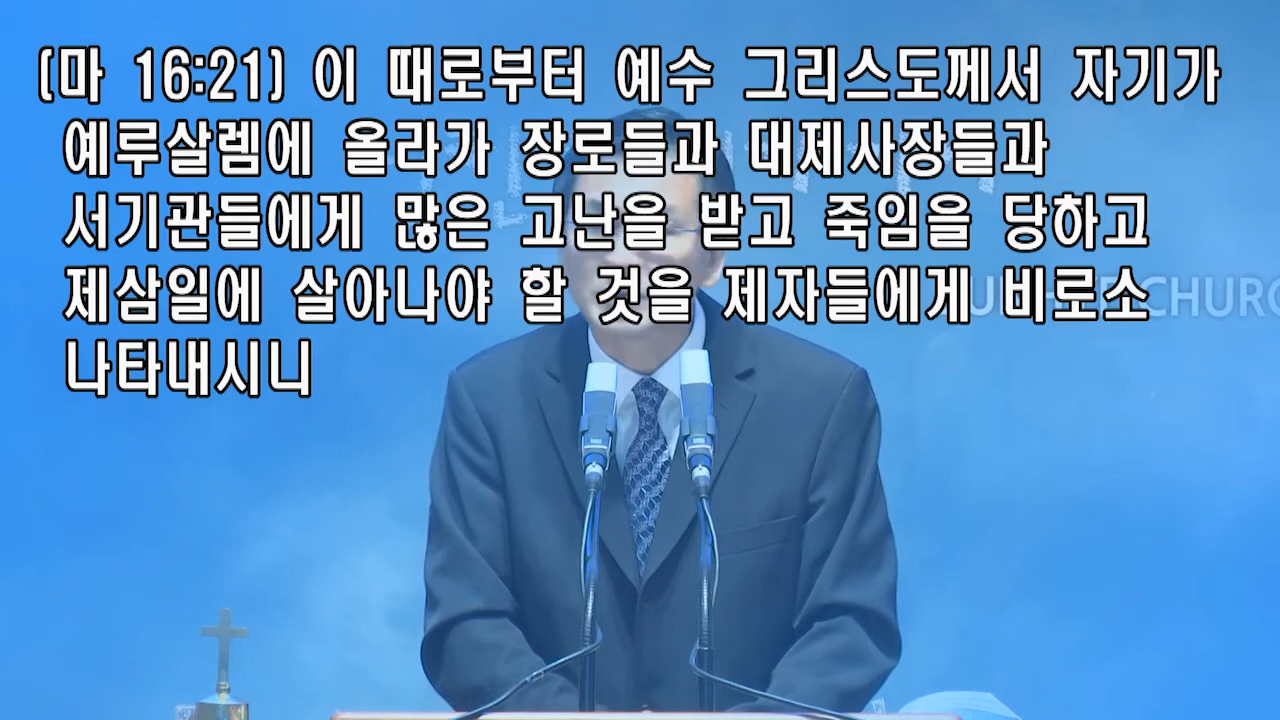 (마 16:21) 이 때로부터 예수 그리스도께서 자기가
예루살렘에 올라가 장로들과 대제사장들과
서기관들에게 많은 고난을 받고 죽임을 당하고
제삼일에 살아나야 할 것을 제자들에게 비로소
나타내시니